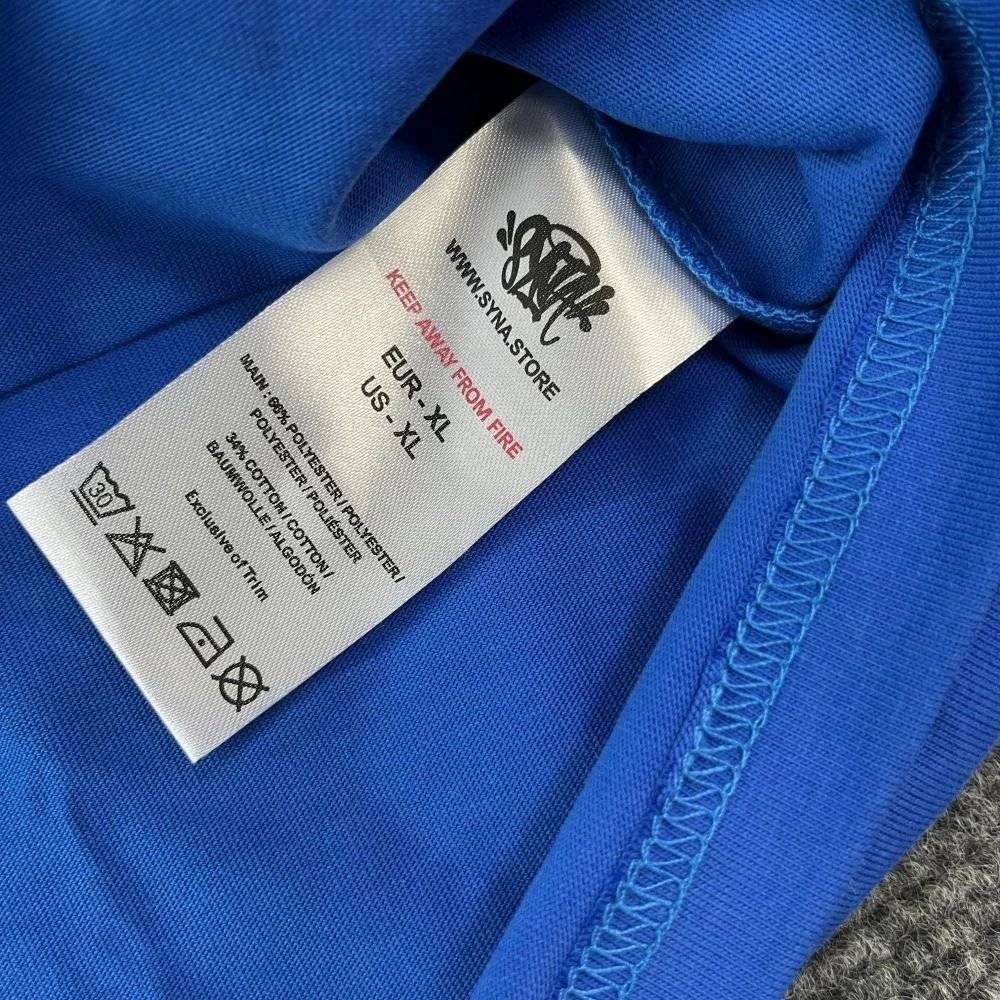 SYNA
WWW.SYNA.STORE
KEEP AWAY FROM FIRE
EUR - XL
US - XL
MAIN : 66% POLYESTER / POLYESTER /
POLYESTER / POLIÉSTER
34% COTTON / COTTON /
BAUMWOLLE / ALGODÓN
Exclusive of Trim
30